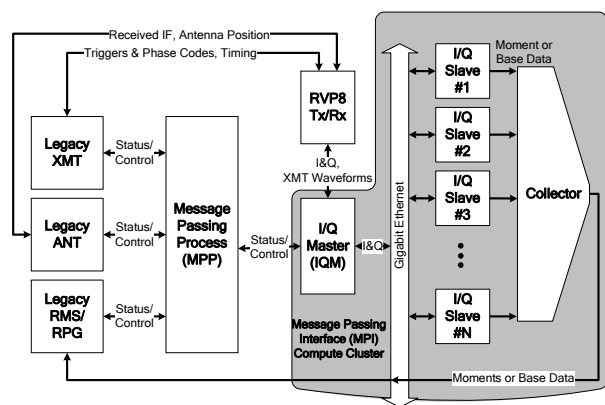 Received IF, Antenna Position
Triggers & Phase Codes, Timing
RVP8
Tx/Rx
Legacy
XMT
Status/
Control
Legacy
ANT
Status/
Control
Legacy
RMS/
RPG
Status/
Control
Message
Passing
Process
(MPP)
Status/
Control
I&Q,
XMT Waveforms
I/Q
Master
(IQM)
I&Q
Gigabit Ethernet
Message Passing
Interface (MPI)
Compute Cluster
I/Q
Slave
#1
I/Q
Slave
#2
I/Q
Slave
#3
I/Q
Slave
#N
Moment or
Base Data
Collector
Moments or Base Data